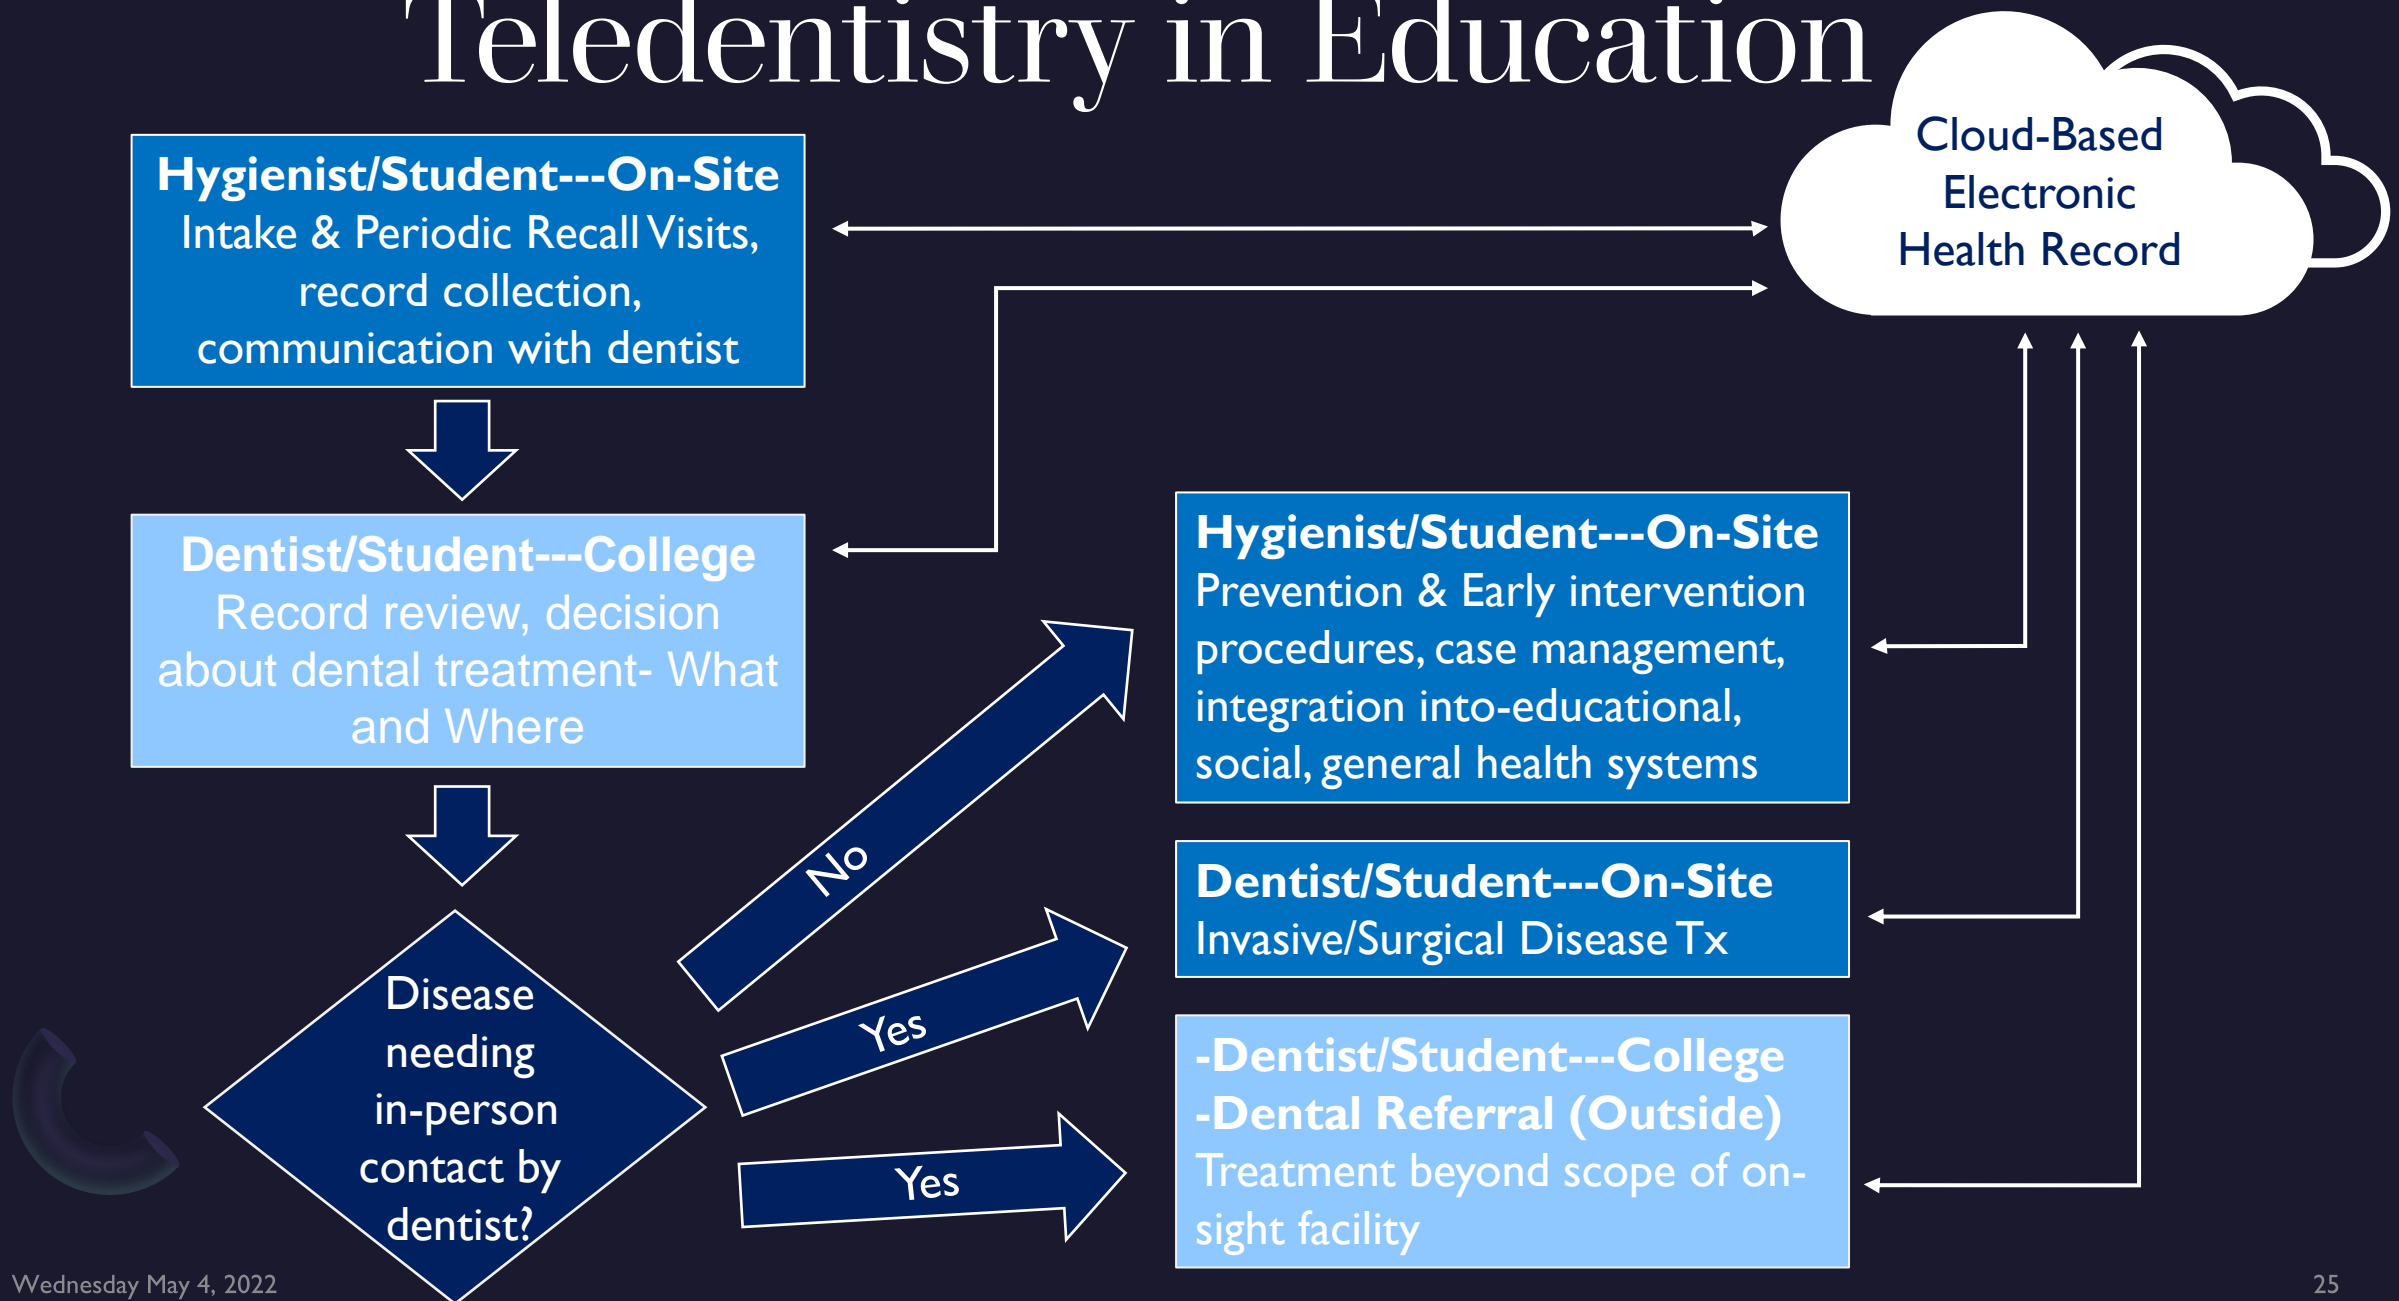 Teledentistry in Education
Cloud-Based
Electronic
Health Record
Hygienist/Student---On-Site
Intake & Periodic Recall Visits,
record collection,
communication with dentist
Dentist/Student---College
Record review, decision
about dental treatment- What
and Where
Disease
needing
in-person
contact by
dentist?
No
Yes
Yes
Hygienist/Student---On-Site
Prevention & Early intervention
procedures, case management,
integration into-educational,
social, general health systems
Dentist/Student---On-Site
Invasive/Surgical Disease Tx
-Dentist/Student---College
-Dental Referral (Outside)
Treatment beyond scope of on-
sight facility
Wednesday May 4, 2022
25